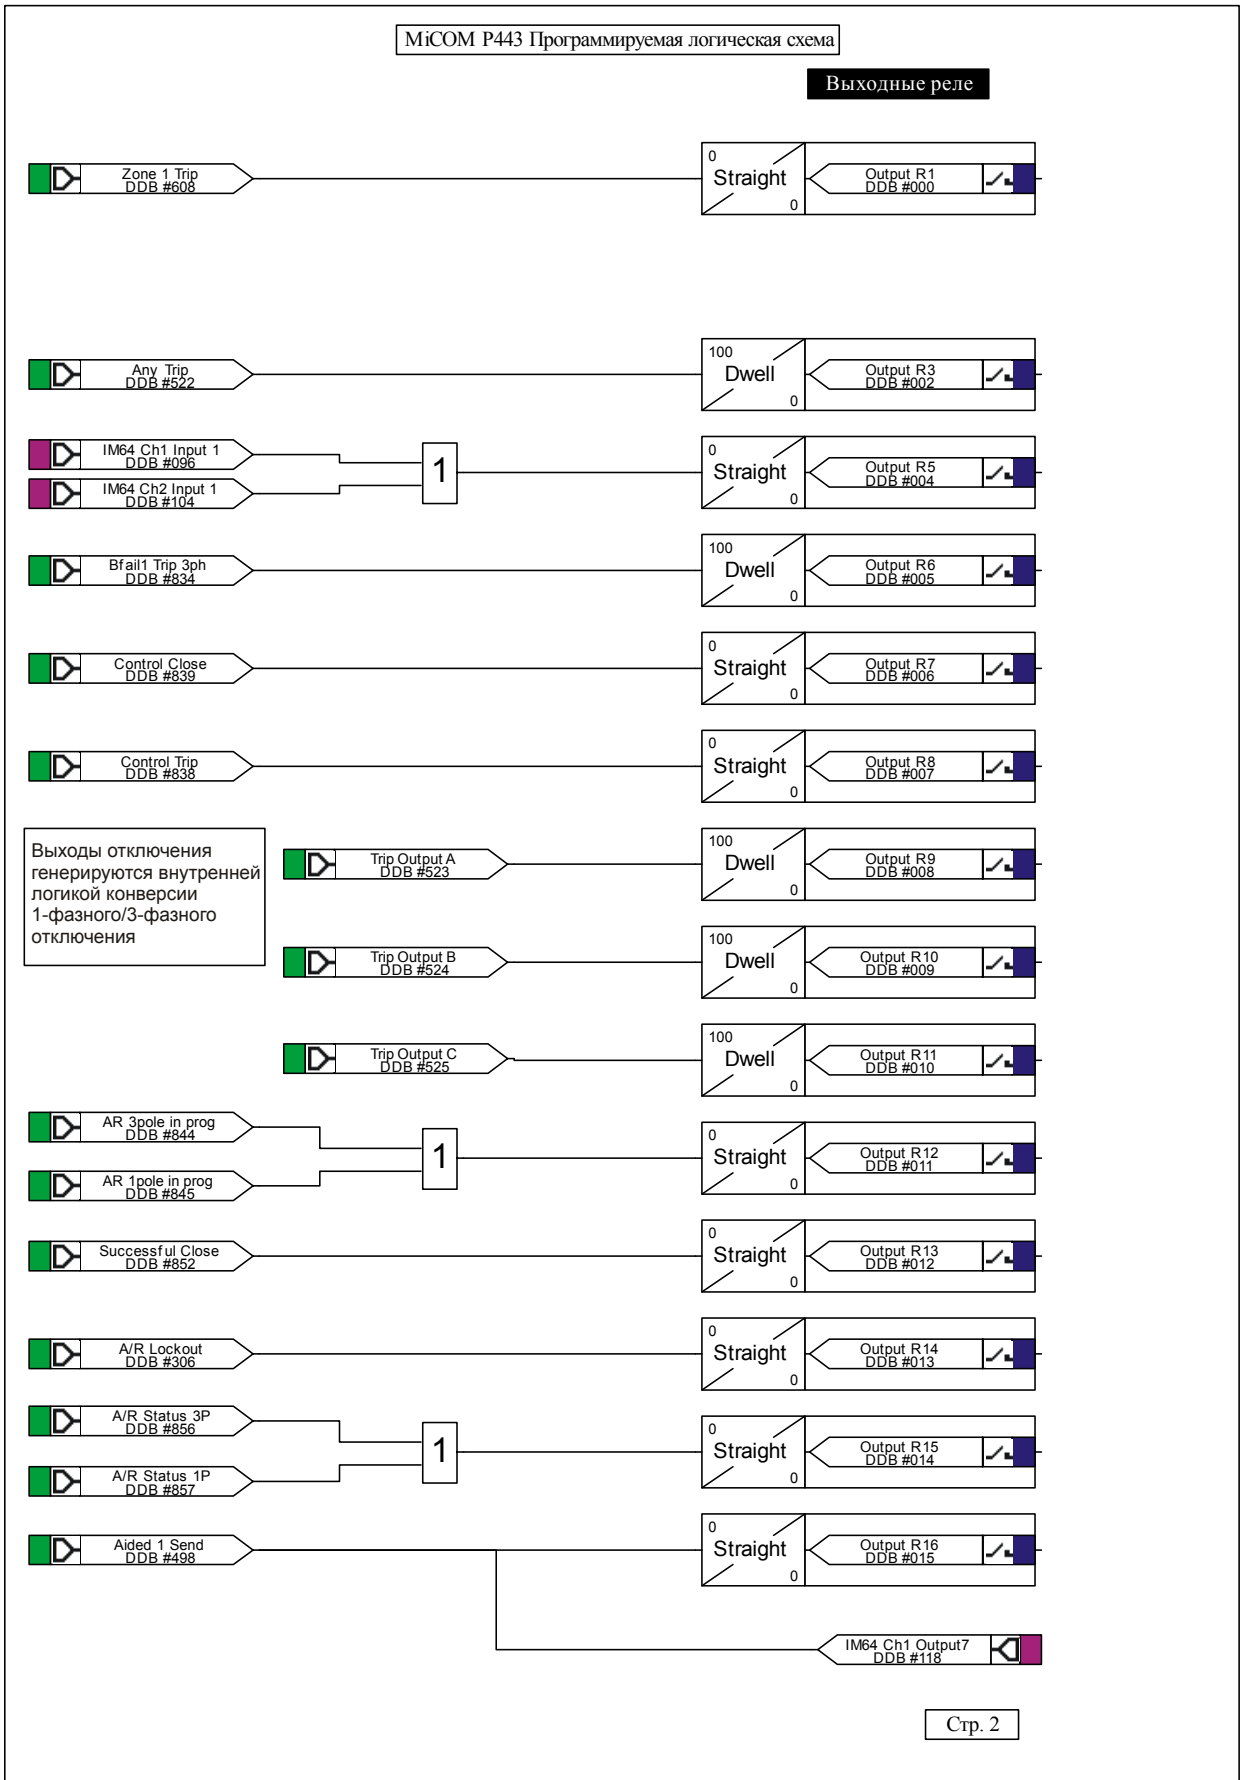 MiCOM P443 Программируемая логическая схема
Выходные реле
Zone 1 Trip
DDB #608
0
Straight
0
Output R1
DDB #000
Any Trip
DDB #522
100
Dwell
0
Output R3
DDB #002
IM64 Ch1 Input 1
DDB #096
IM64 Ch2 Input 1
DDB #104
1
0
Straight
0
Output R5
DDB #004
Bfail1 Trip 3ph
DDB #834
100
Dwell
0
Output R6
DDB #005
Control Close
DDB #839
0
Straight
0
Output R7
DDB #006
Control Trip
DDB #838
0
Straight
0
Output R8
DDB #007
Выходы отключения
генерируются внутренней
логикой конверсии
1-фазного/3-фазного
отключения
Trip Output A
DDB #523
100
Dwell
0
Output R9
DDB #008
Trip Output B
DDB #524
100
Dwell
0
Output R10
DDB #009
Trip Output C
DDB #525
100
Dwell
0
Output R11
DDB #010
AR 3pole in prog
DDB #844
AR 1pole in prog
DDB #845
1
0
Straight
0
Output R12
DDB #011
Successful Close
DDB #852
0
Straight
0
Output R13
DDB #012
A/R Lockout
DDB #306
0
Straight
0
Output R14
DDB #013
A/R Status 3P
DDB #856
A/R Status 1P
DDB #857
1
0
Straight
0
Output R15
DDB #014
Aided 1 Send
DDB #498
0
Straight
0
Output R16
DDB #015
IM64 Ch1 Output7
DDB #118
Стр. 2